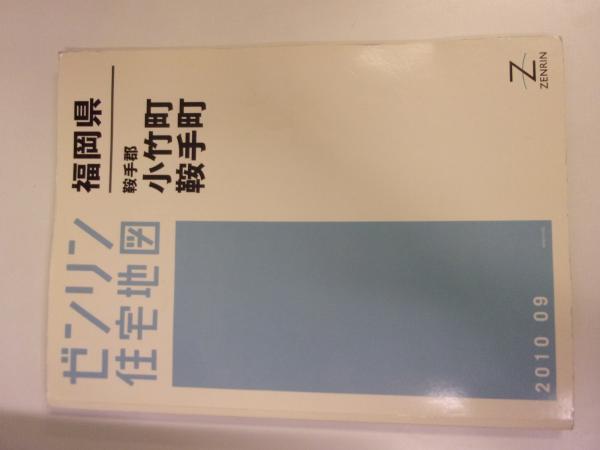 ゼンリン
住宅地図
福岡県
鞍手郡
小竹町
鞍手町
2010 09
ZENRIN